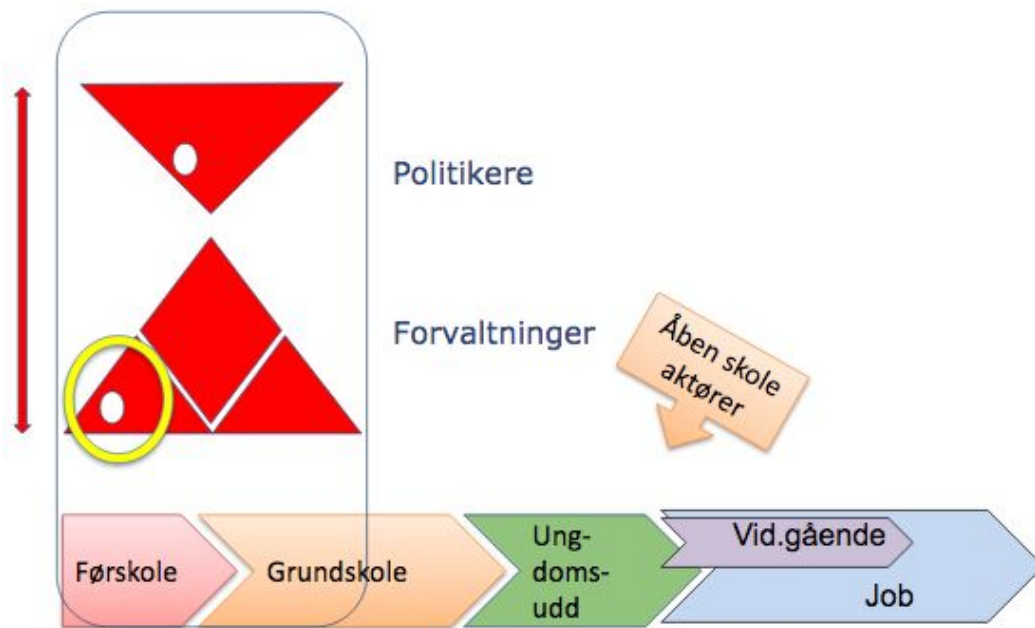 Politikere
Forvaltninger
Åben skole
aktører
Førskole
Grundskole
Ung-
doms-
udd
Vid.gående
Job